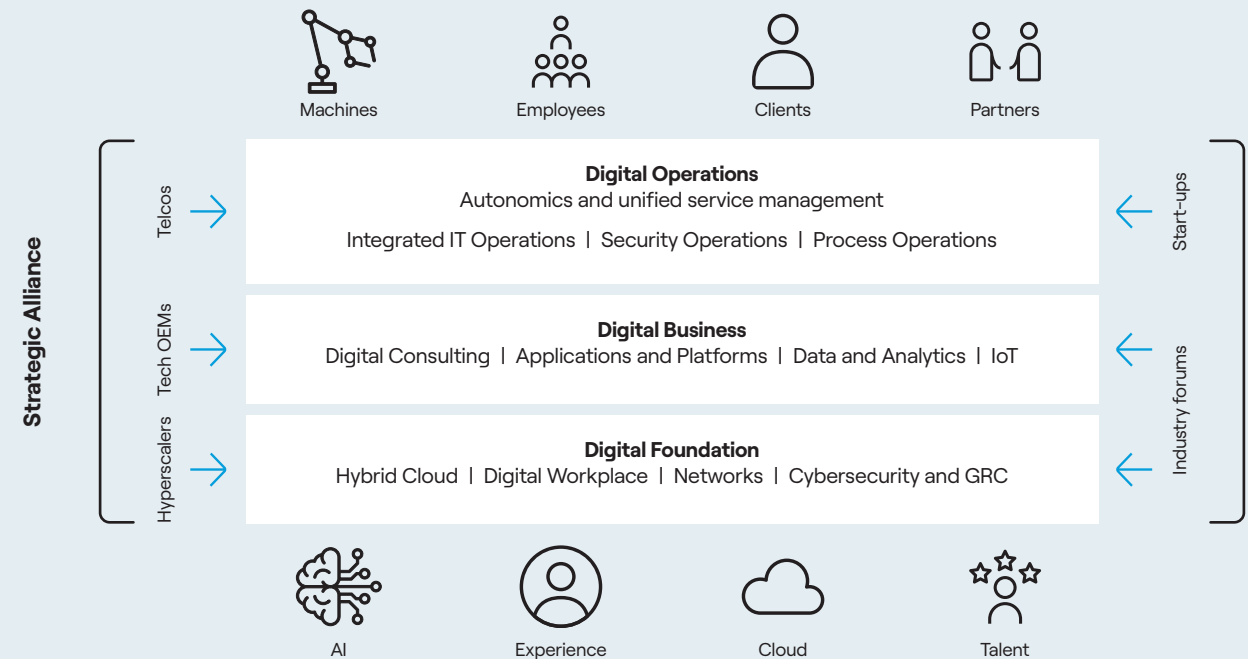 Machines
Employees
Clients
Partners
Strategic Alliance
Telcos
Tech OEMs
Hyperscalers
Digital Operations
Autonomics and unified service management
Integrated IT Operations | Security Operations | Process Operations
Digital Business
Digital Consulting | Applications and Platforms | Data and Analytics | IoT
Digital Foundation
Hybrid Cloud | Digital Workplace | Networks | Cybersecurity and GRC
Start-ups
Industry forums
AI
Experience
Cloud
Talent